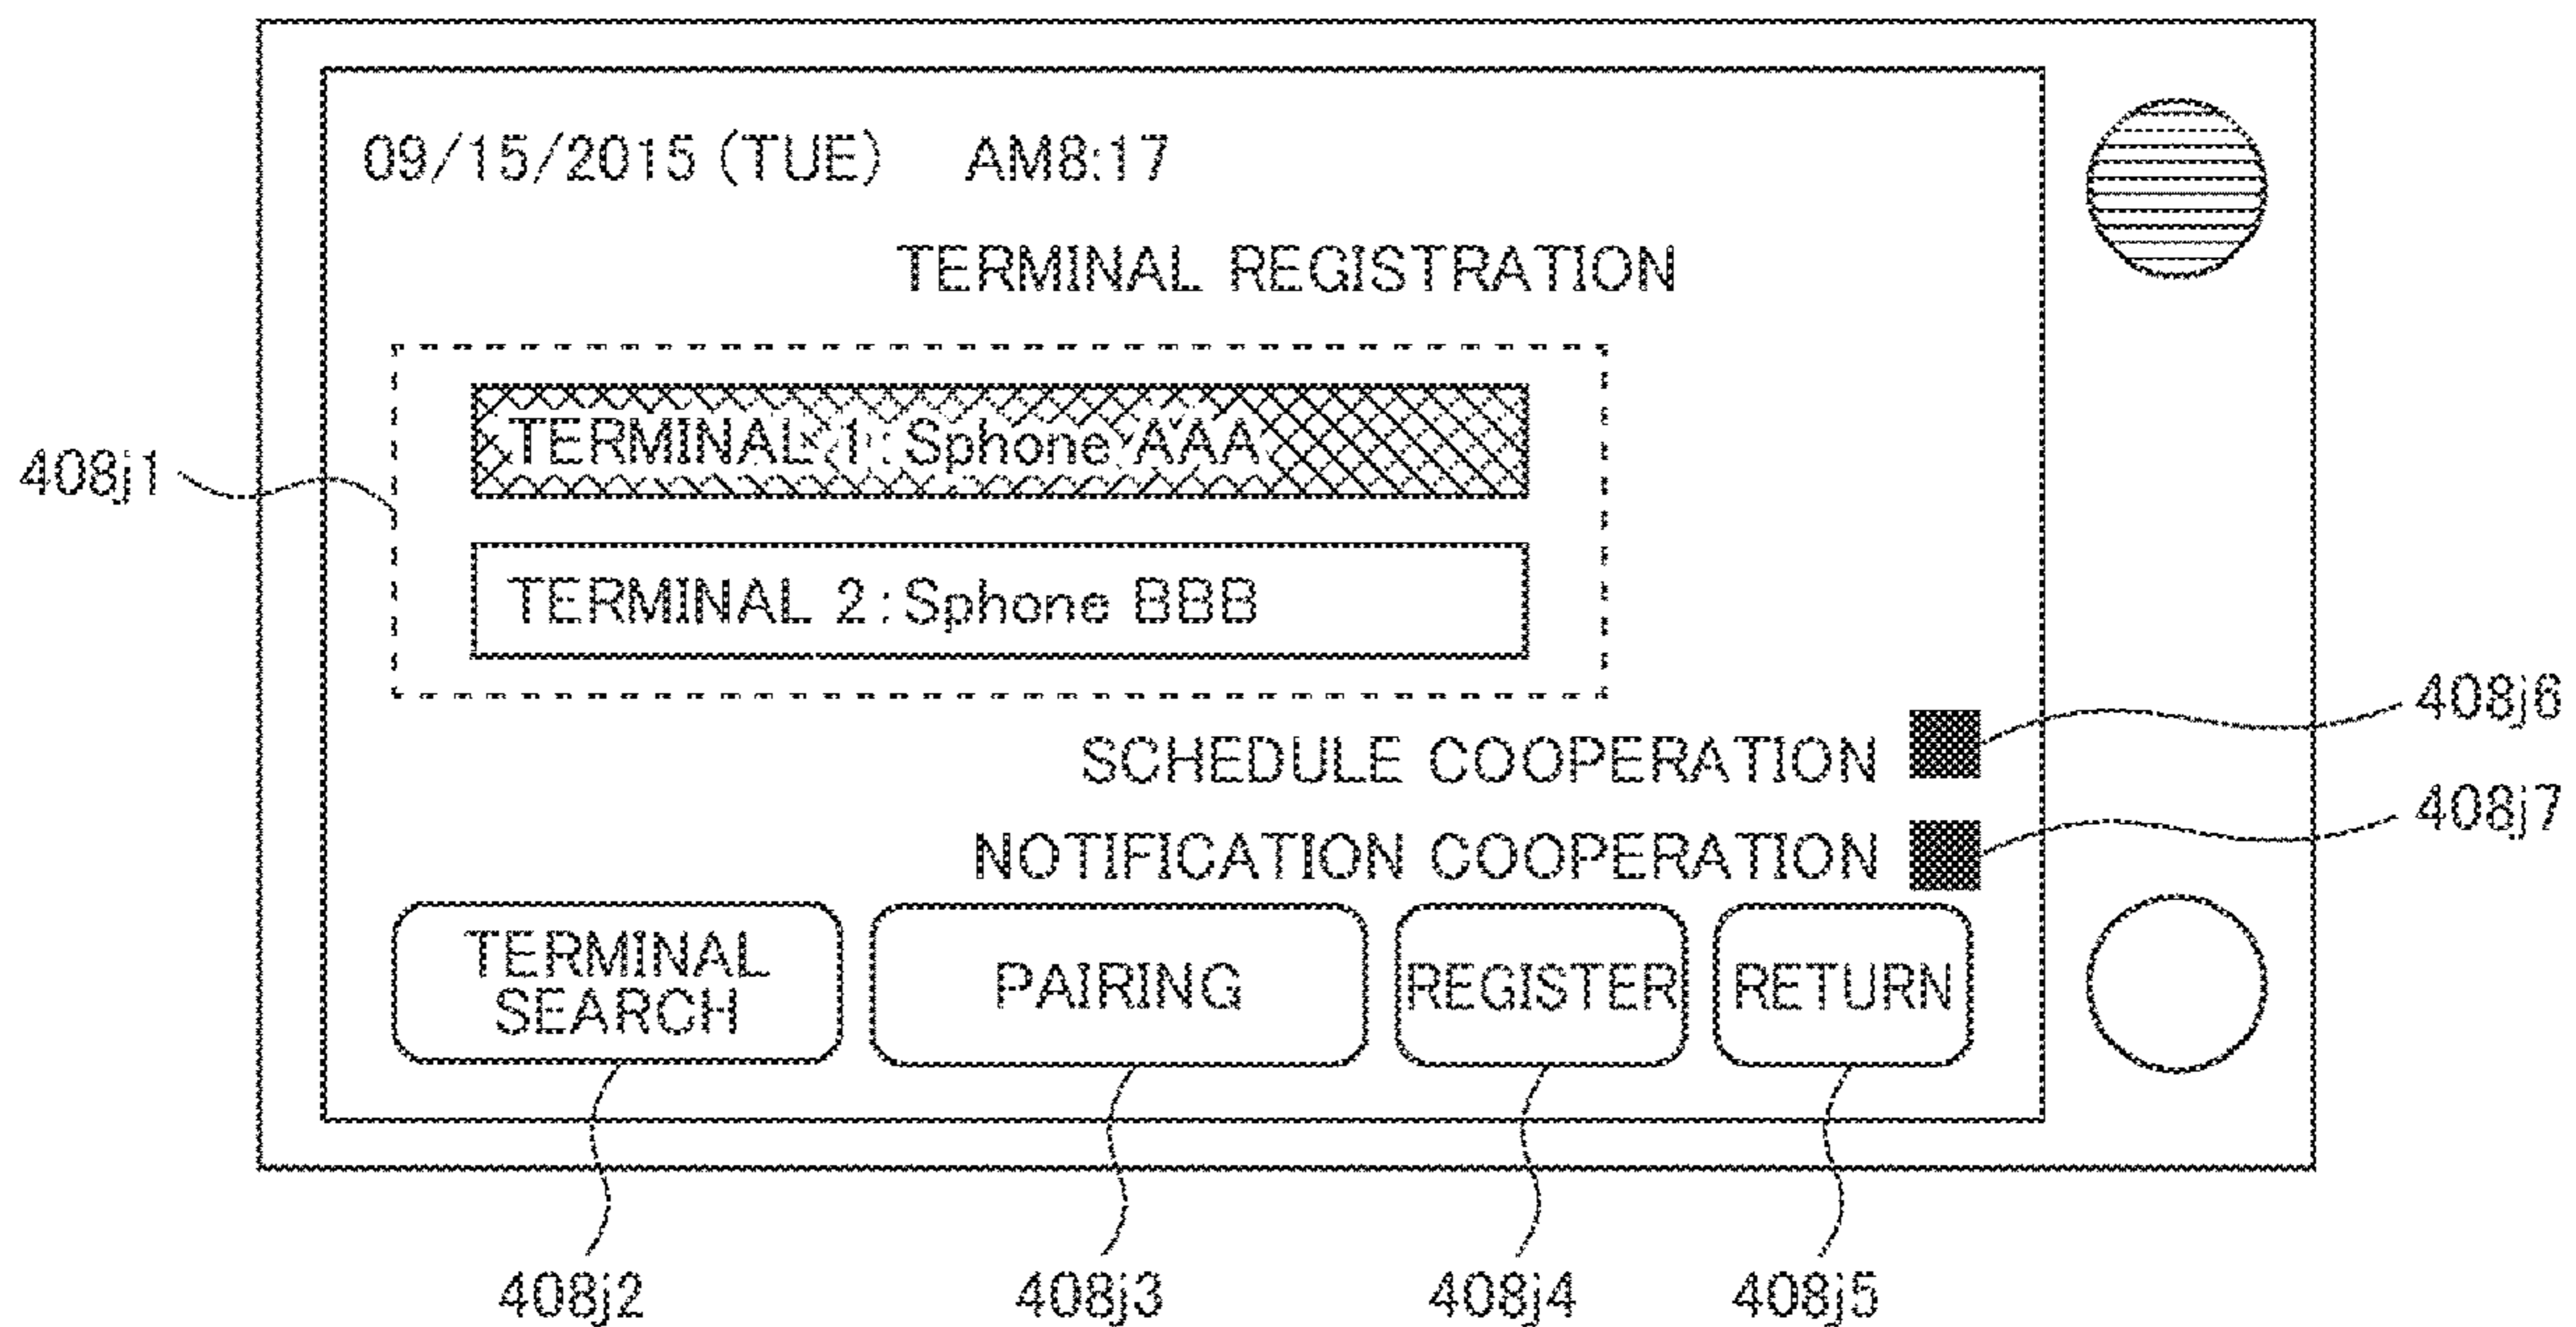 09/15/2015 (TUE) AM8:17
TERMINAL REGISTRATION
TERMINAL 1:Sphone AAA
408j1
TERMINAL 2:Sphone BBB
SCHEDULE COOPERATION
408j6
NOTIFICATION COOPERATION
408j7
TERMINAL
SEARCH
PAIRING
REGISTER
RETURN
408j2
408j3
408j4
408j5